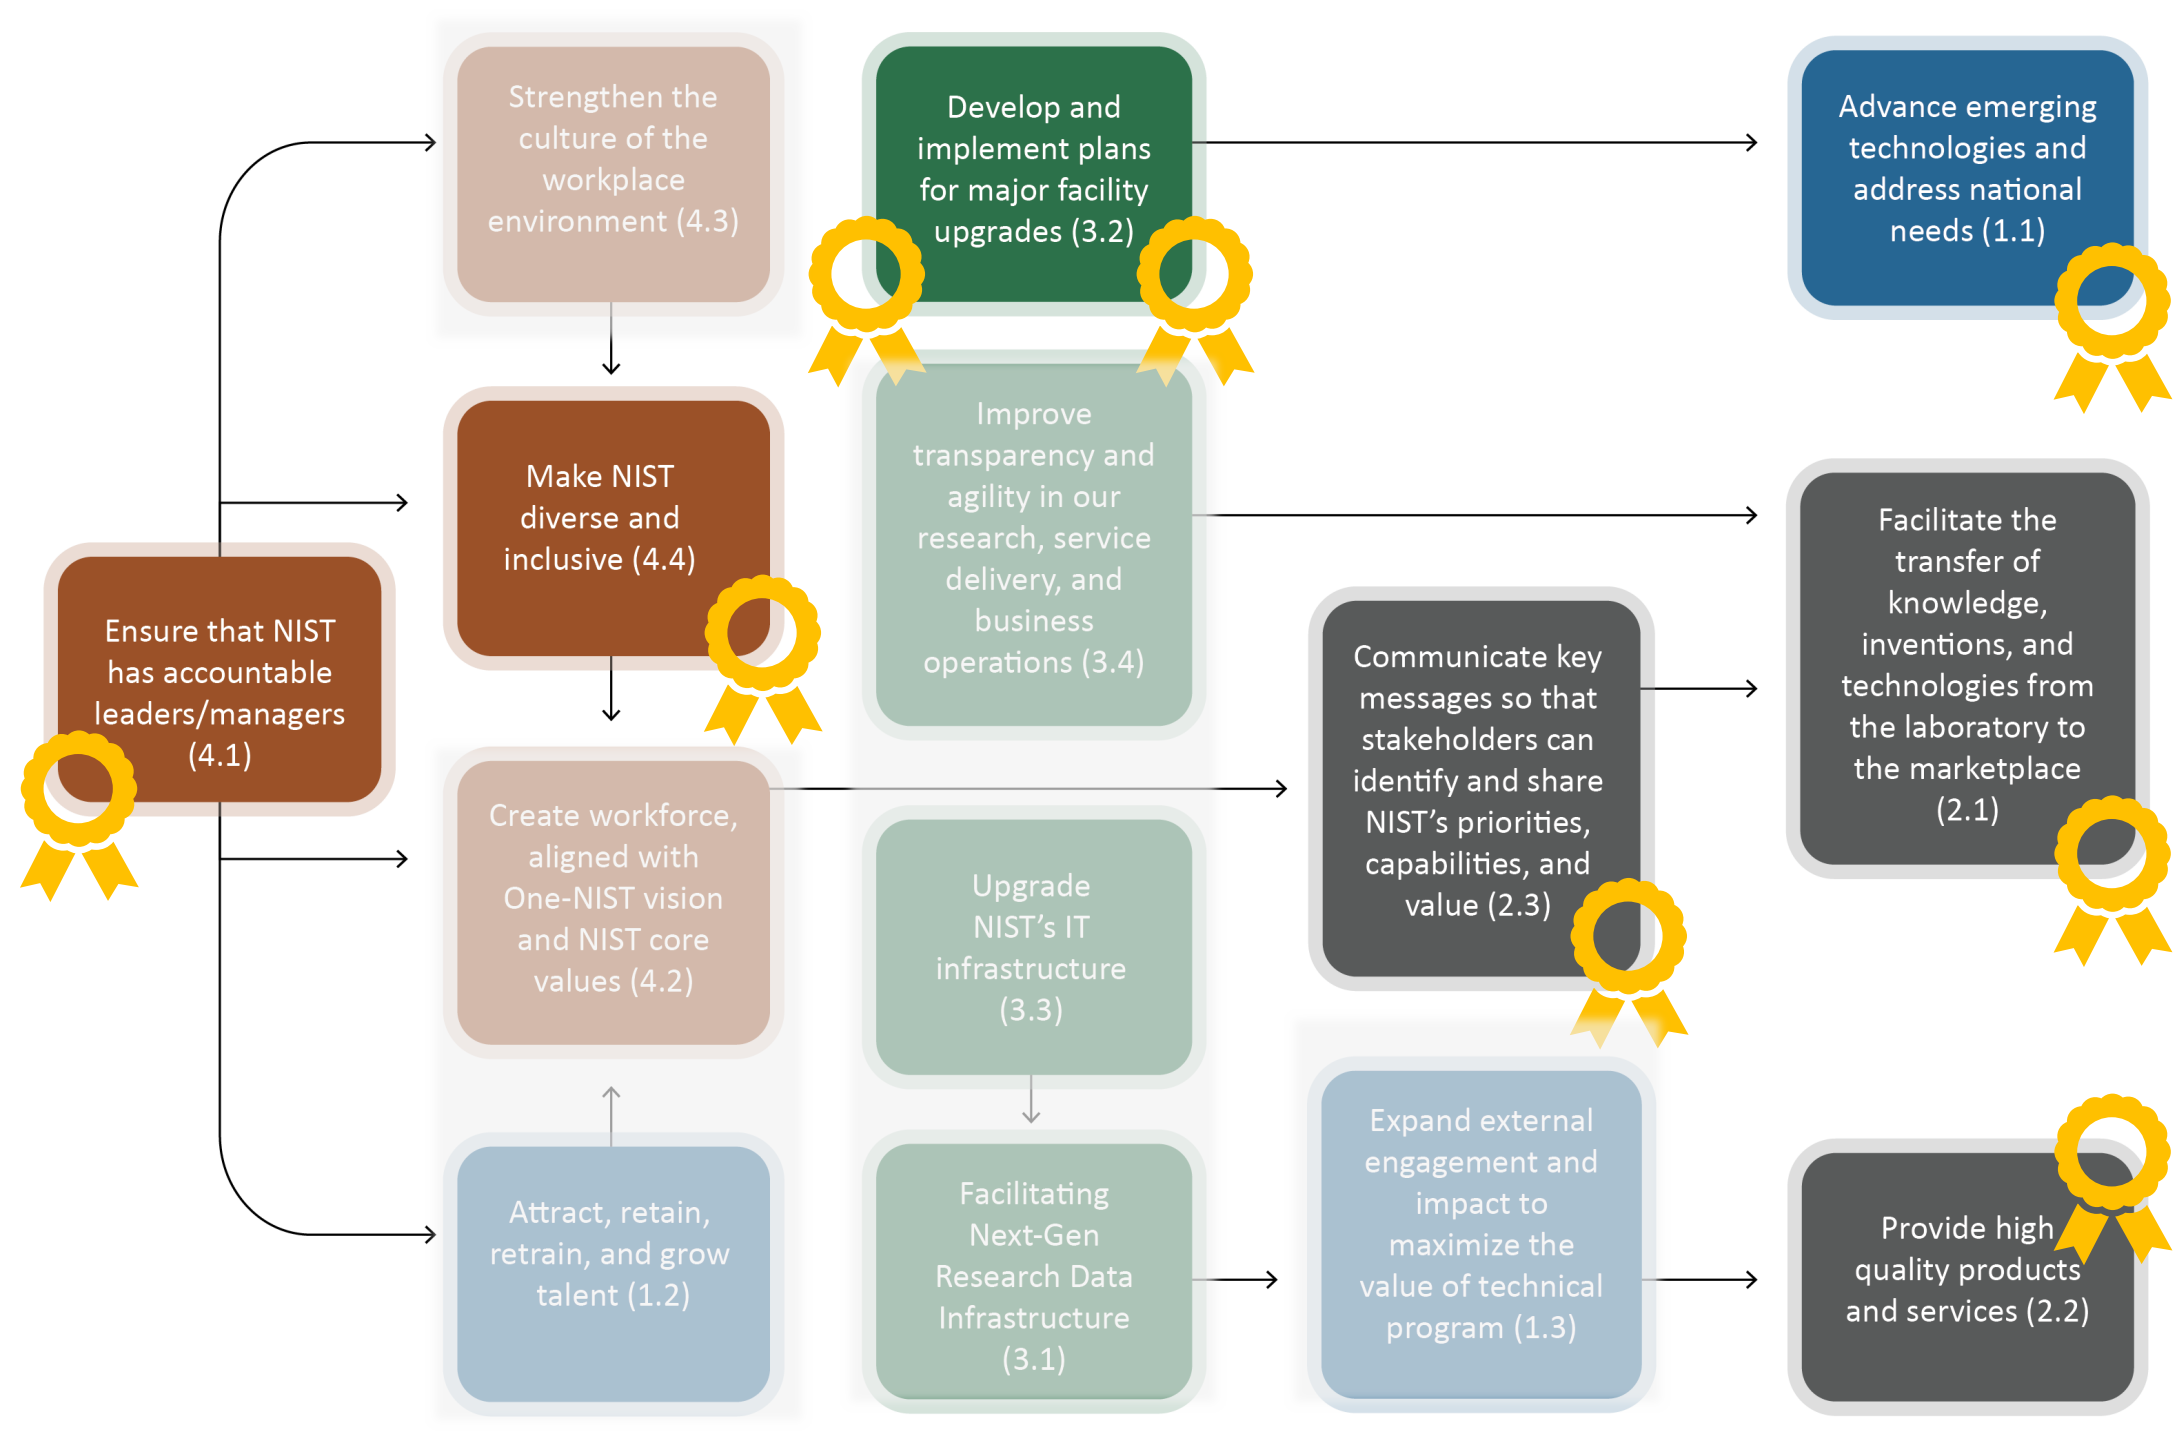 Strengthen the
culture of the
workplace
environment (4.3)
Develop and
implement plans
for major facility
upgrades (3.2)
Advance emerging
technologies and
address national
needs (1.1)
Make NIST
diverse and
inclusive (4.4)
Improve
transparency and
agility in our
research, service
delivery, and
business
operations (3.4)
Facilitate the
transfer of
knowledge,
inventions, and
technologies from
the laboratory to
the marketplace
(2.1)
Ensure that NIST
has accountable
leaders/managers
(4.1)
Communicate key
messages so that
stakeholders can
identify and share
NIST’s priorities,
capabilities, and
value (2.3)
Create workforce,
aligned with
One-NIST vision
and NIST core
values (4.2)
Upgrade
NIST’s IT
infrastructure
(3.3)
Attract, retain,
retrain, and grow
talent (1.2)
Facilitating
Next-Gen
Research Data
Infrastructure
(3.1)
Expand external
engagement and
impact to
maximize the
value of technical
program (1.3)
Provide high
quality products
and services (2.2)